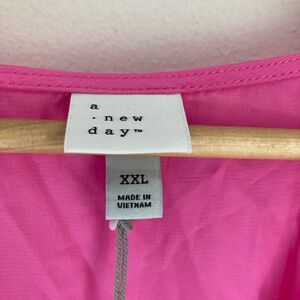 a
· new
day™
XXL
MADE IN
VIETNAM